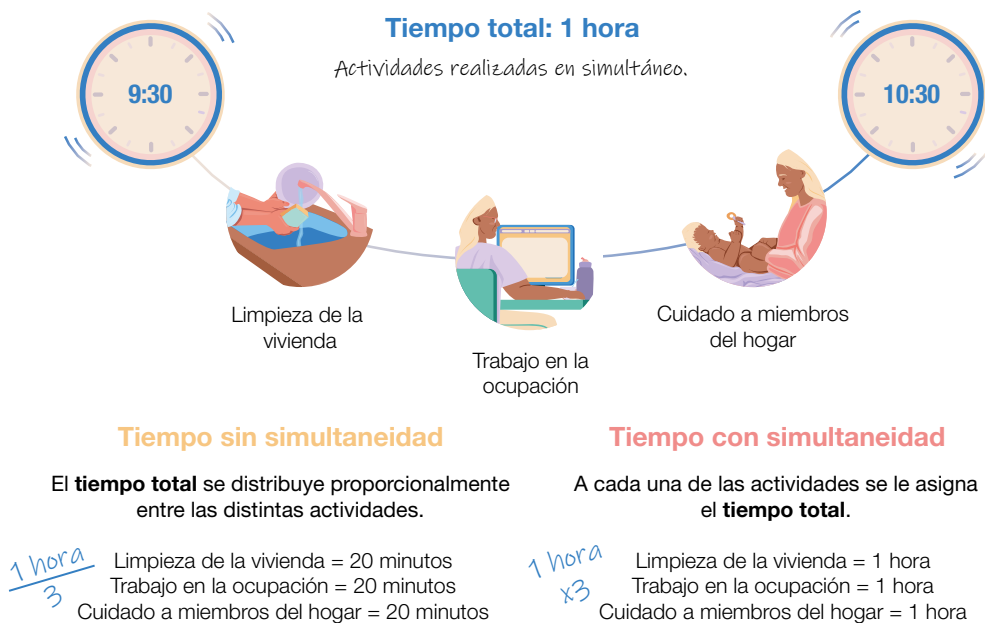 Tiempo total: 1 hora
Actividades realizadas en simultáneo.
9:30
10:30
Limpieza de la
vivienda
Trabajo en la
ocupación
Cuidado a miembros
del hogar
Tiempo sin simultaneidad
El tiempo total se distribuye proporcionalmente
entre las distintas actividades.
1 hora
3
Limpieza de la vivienda = 20 minutos
Trabajo en la ocupación = 20 minutos
Cuidado a miembros del hogar = 20 minutos
Tiempo con simultaneidad
A cada una de las actividades se le asigna
el tiempo total.
1 hora
x3
Limpieza de la vivienda = 1 hora
Trabajo en la ocupación = 1 hora
Cuidado a miembros del hogar = 1 hora